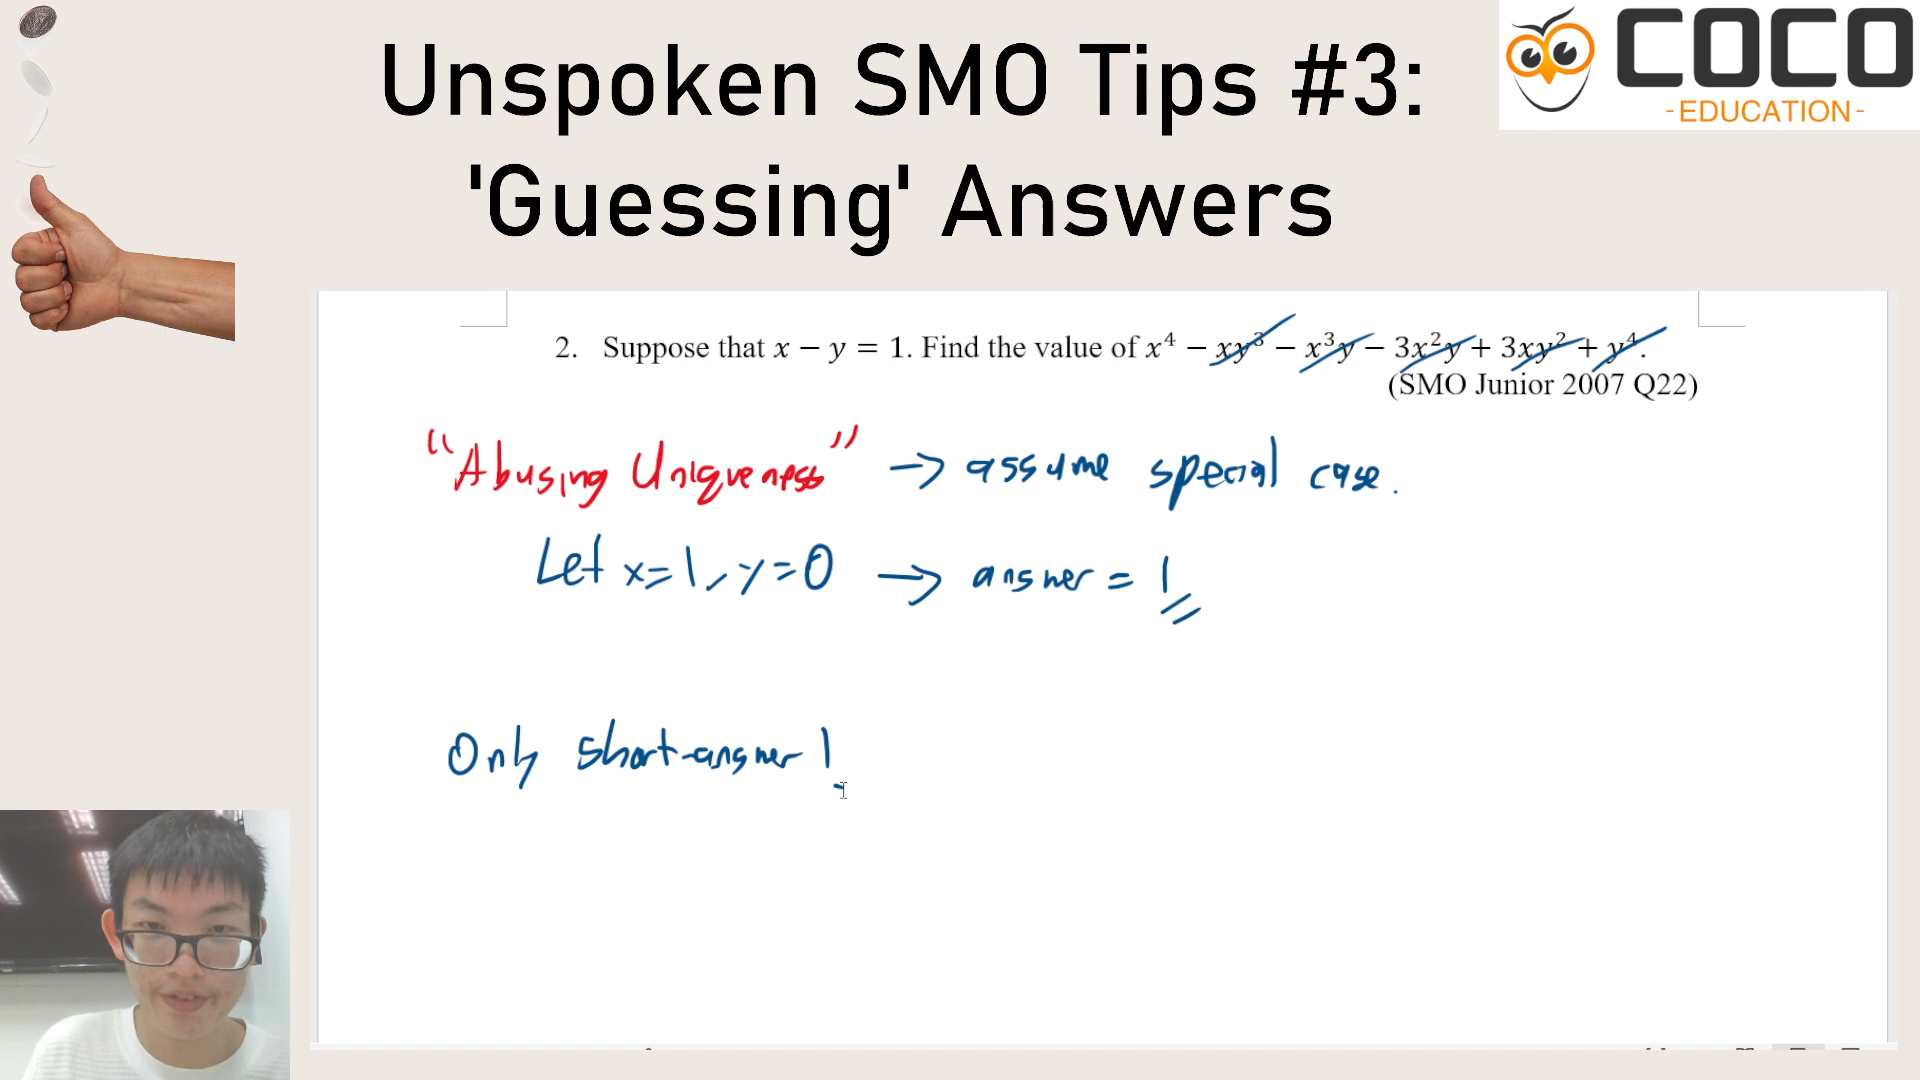 Unspoken SMO Tips #3:
'Guessing' Answers
COCO
-EDUCATION-
2. Suppose that x − y = 1. Find the value of x⁴ − xy³ − x³y − 3x²y + 3xy² + y⁴.
(SMO Junior 2007 Q22)
"Abusing Uniqueness" → assume special case.
Let x=1, y=0 → answer = 1
Only short-answer!